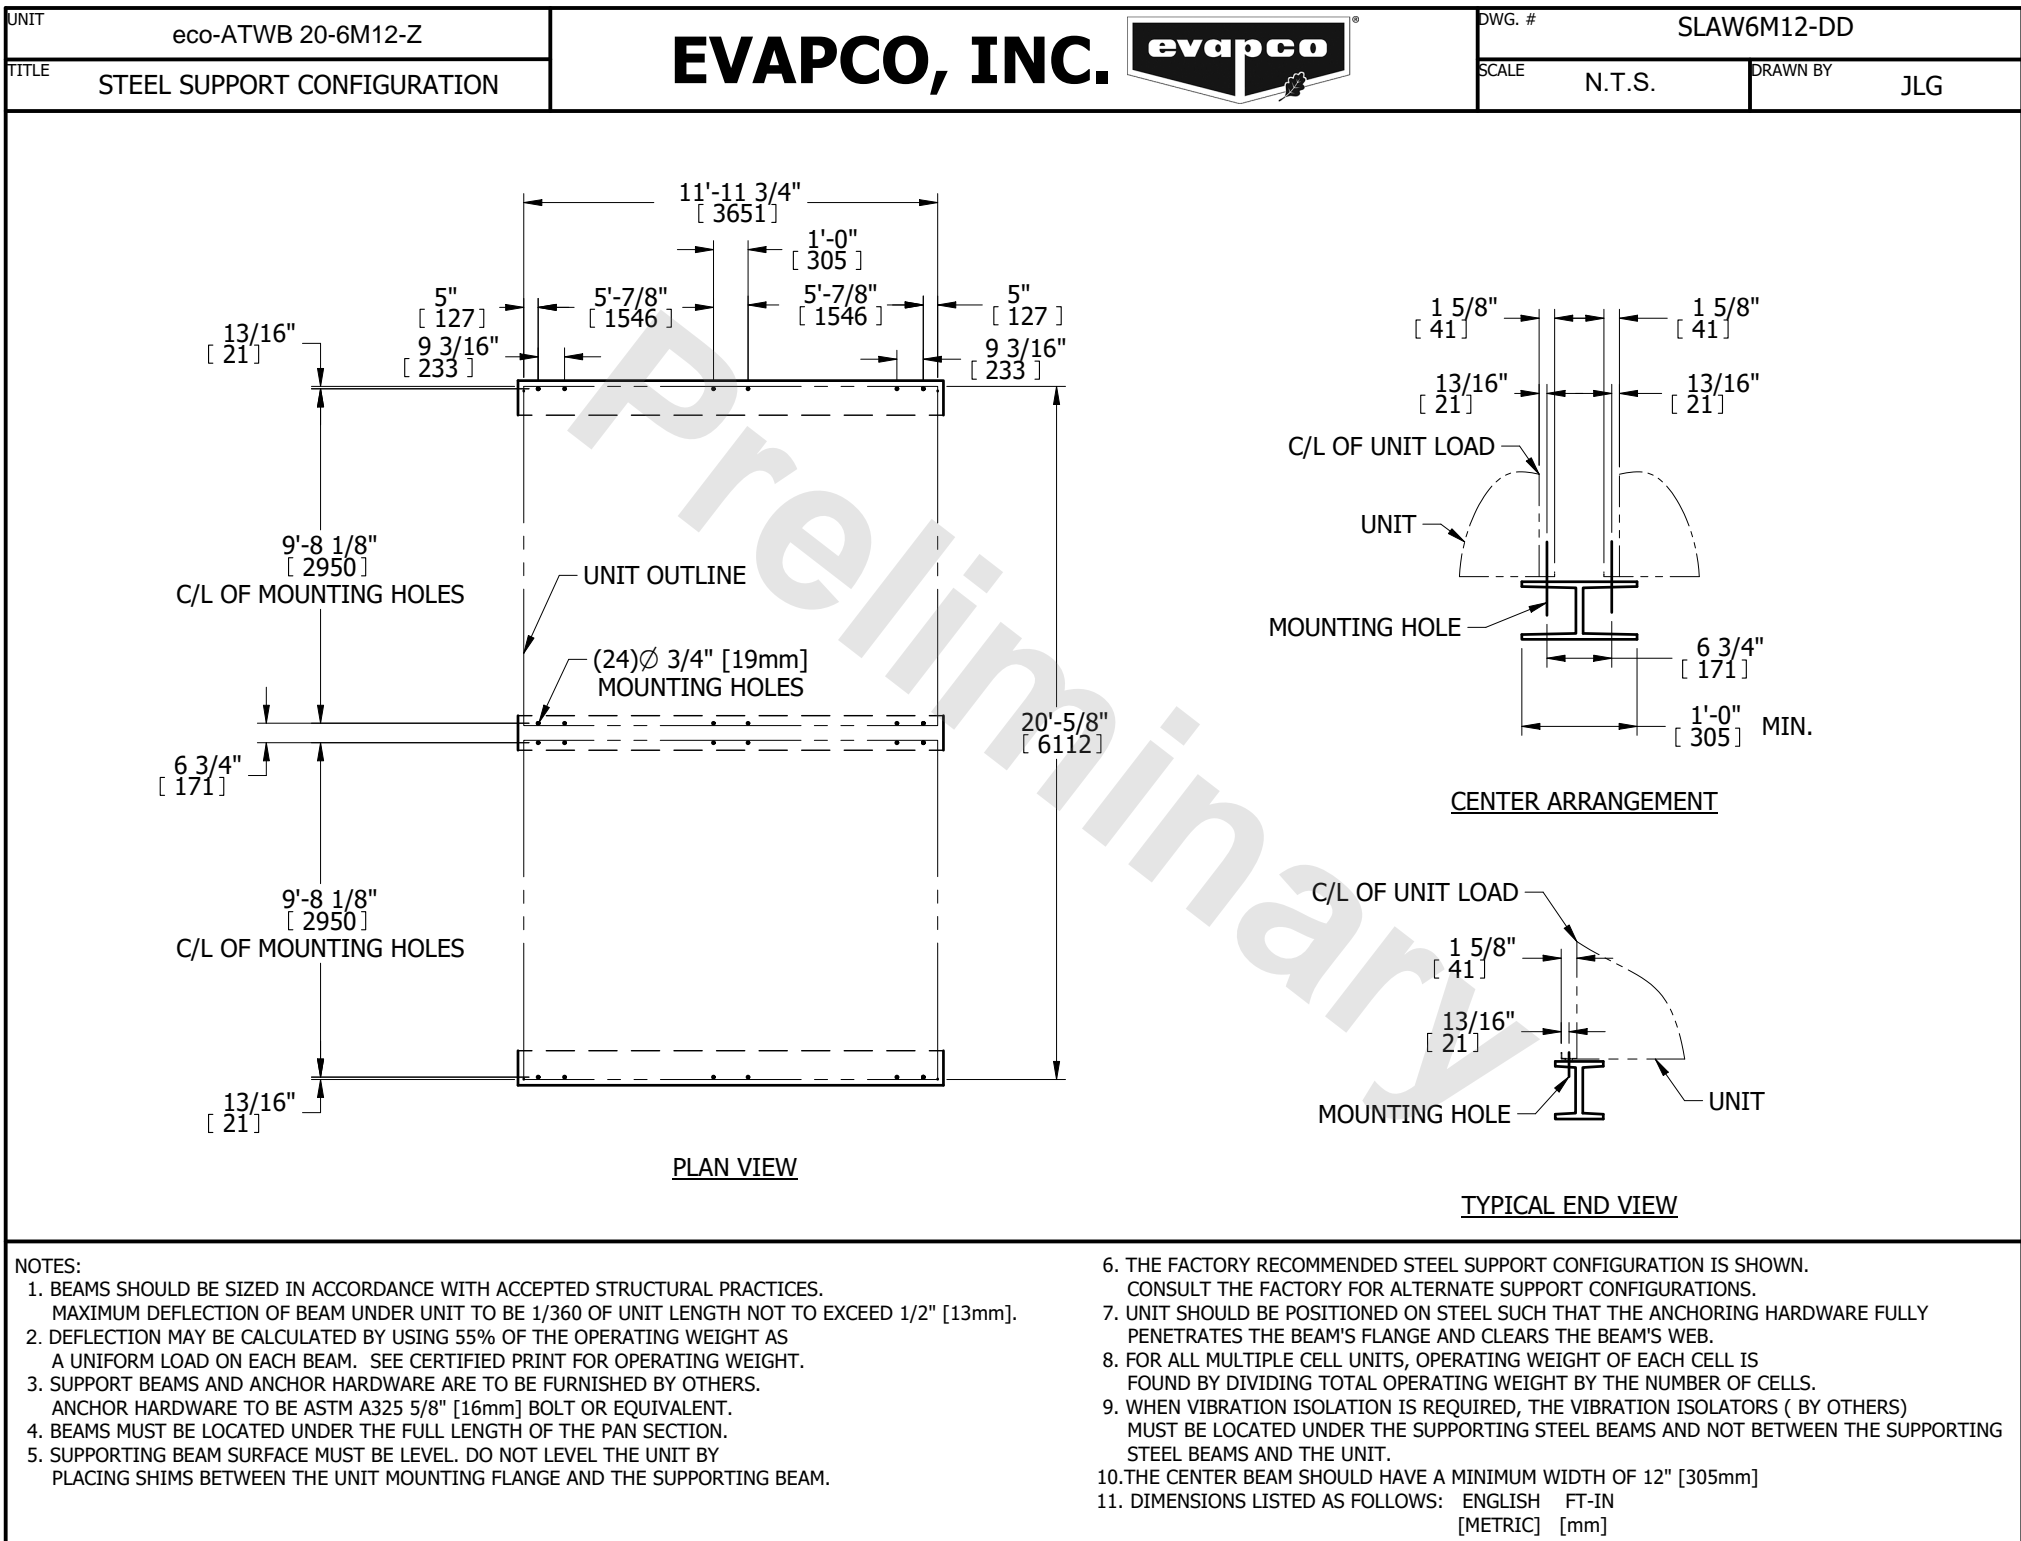 UNIT
eco-ATWB 20-6M12-Z
TITLE
STEEL SUPPORT CONFIGURATION
EVAPCO, INC.
evapco
®
DWG. #
SLAW6M12-DD
SCALE
N.T.S.
DRAWN BY
JLG
11'-11 3/4"
[ 3651]
1'-0"
[ 305 ]
5"
[ 127]
5'-7/8"
[ 1546 ]
5'-7/8"
[ 1546 ]
5"
[ 127 ]
13/16"
[ 21]
9 3/16"
[ 233 ]
9 3/16"
[ 233 ]
9'-8 1/8"
[ 2950]
C/L OF MOUNTING HOLES
UNIT OUTLINE
(24)Ø 3/4" [19mm]
MOUNTING HOLES
6 3/4"
[ 171]
20'-5/8"
[ 6112]
9'-8 1/8"
[ 2950]
C/L OF MOUNTING HOLES
13/16"
[ 21]
PLAN VIEW
1 5/8"
[ 41]
1 5/8"
[ 41]
13/16"
[ 21]
13/16"
[ 21]
C/L OF UNIT LOAD
UNIT
MOUNTING HOLE
6 3/4"
[ 171]
1'-0"
[ 305] MIN.
CENTER ARRANGEMENT
C/L OF UNIT LOAD
1 5/8"
[ 41]
13/16"
[ 21]
MOUNTING HOLE
UNIT
TYPICAL END VIEW
Preliminary
NOTES:
1. BEAMS SHOULD BE SIZED IN ACCORDANCE WITH ACCEPTED STRUCTURAL PRACTICES.
MAXIMUM DEFLECTION OF BEAM UNDER UNIT TO BE 1/360 OF UNIT LENGTH NOT TO EXCEED 1/2" [13mm].
2. DEFLECTION MAY BE CALCULATED BY USING 55% OF THE OPERATING WEIGHT AS
A UNIFORM LOAD ON EACH BEAM. SEE CERTIFIED PRINT FOR OPERATING WEIGHT.
3. SUPPORT BEAMS AND ANCHOR HARDWARE ARE TO BE FURNISHED BY OTHERS.
ANCHOR HARDWARE TO BE ASTM A325 5/8" [16mm] BOLT OR EQUIVALENT.
4. BEAMS MUST BE LOCATED UNDER THE FULL LENGTH OF THE PAN SECTION.
5. SUPPORTING BEAM SURFACE MUST BE LEVEL. DO NOT LEVEL THE UNIT BY
PLACING SHIMS BETWEEN THE UNIT MOUNTING FLANGE AND THE SUPPORTING BEAM.
6. THE FACTORY RECOMMENDED STEEL SUPPORT CONFIGURATION IS SHOWN.
CONSULT THE FACTORY FOR ALTERNATE SUPPORT CONFIGURATIONS.
7. UNIT SHOULD BE POSITIONED ON STEEL SUCH THAT THE ANCHORING HARDWARE FULLY
PENETRATES THE BEAM'S FLANGE AND CLEARS THE BEAM'S WEB.
8. FOR ALL MULTIPLE CELL UNITS, OPERATING WEIGHT OF EACH CELL IS
FOUND BY DIVIDING TOTAL OPERATING WEIGHT BY THE NUMBER OF CELLS.
9. WHEN VIBRATION ISOLATION IS REQUIRED, THE VIBRATION ISOLATORS ( BY OTHERS)
MUST BE LOCATED UNDER THE SUPPORTING STEEL BEAMS AND NOT BETWEEN THE SUPPORTING
STEEL BEAMS AND THE UNIT.
10.THE CENTER BEAM SHOULD HAVE A MINIMUM WIDTH OF 12" [305mm]
11. DIMENSIONS LISTED AS FOLLOWS: ENGLISH FT-IN
[METRIC] [mm]